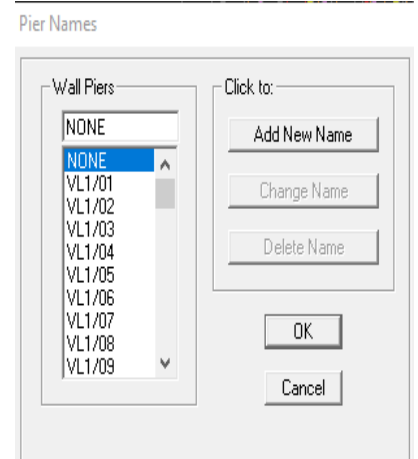 Pier Names
Wall Piers
NONE
NONE
VL1/01
VL1/02
VL1/03
VL1/04
VL1/05
VL1/06
VL1/07
VL1/08
VL1/09
Click to:
Add New Name
Change Name
Delete Name
OK
Cancel